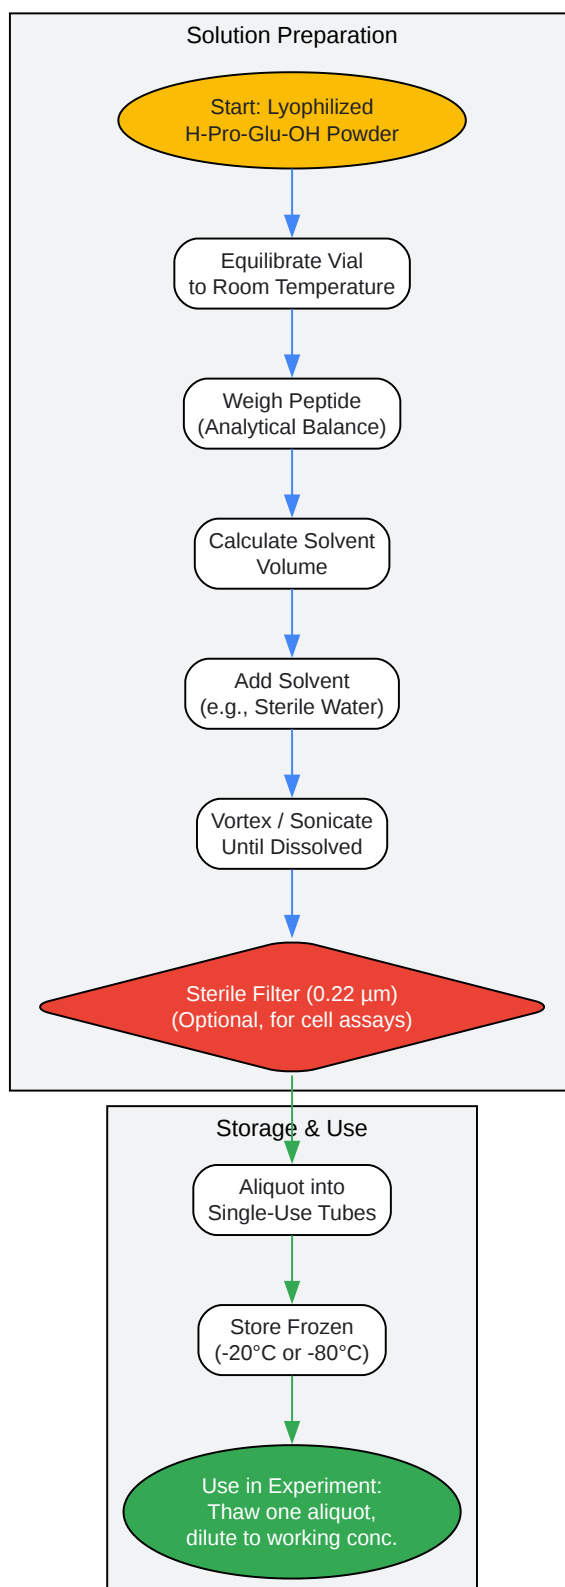 Solution Preparation
Start: Lyophilized
H-Pro-Glu-OH Powder
Equilibrate Vial
to Room Temperature
Weigh Peptide
(Analytical Balance)
Calculate Solvent
Volume
Add Solvent
(e.g., Sterile Water)
Vortex / Sonicate
Until Dissolved
Sterile Filter (0.22 µm)
(Optional, for cell assays)
Storage & Use
Aliquot into
Single-Use Tubes
Store Frozen
(-20°C or -80°C)
Use in Experiment:
Thaw one aliquot,
dilute to working conc.